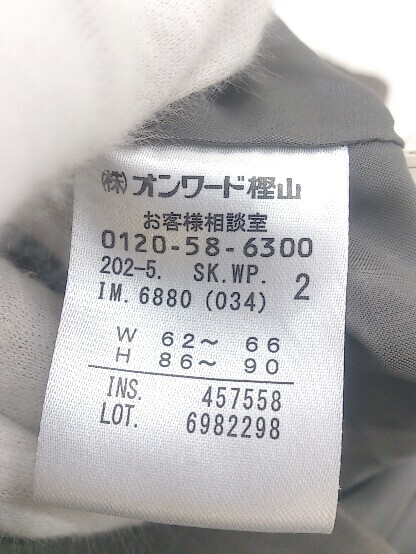 (株)オンワード樫山
お客様相談室
0120-58-6300
202-5. SK.WP.
IM. 6880 (034) 2
W 62〜 66
H 86〜 90
INS. 457558
LOT. 6982298